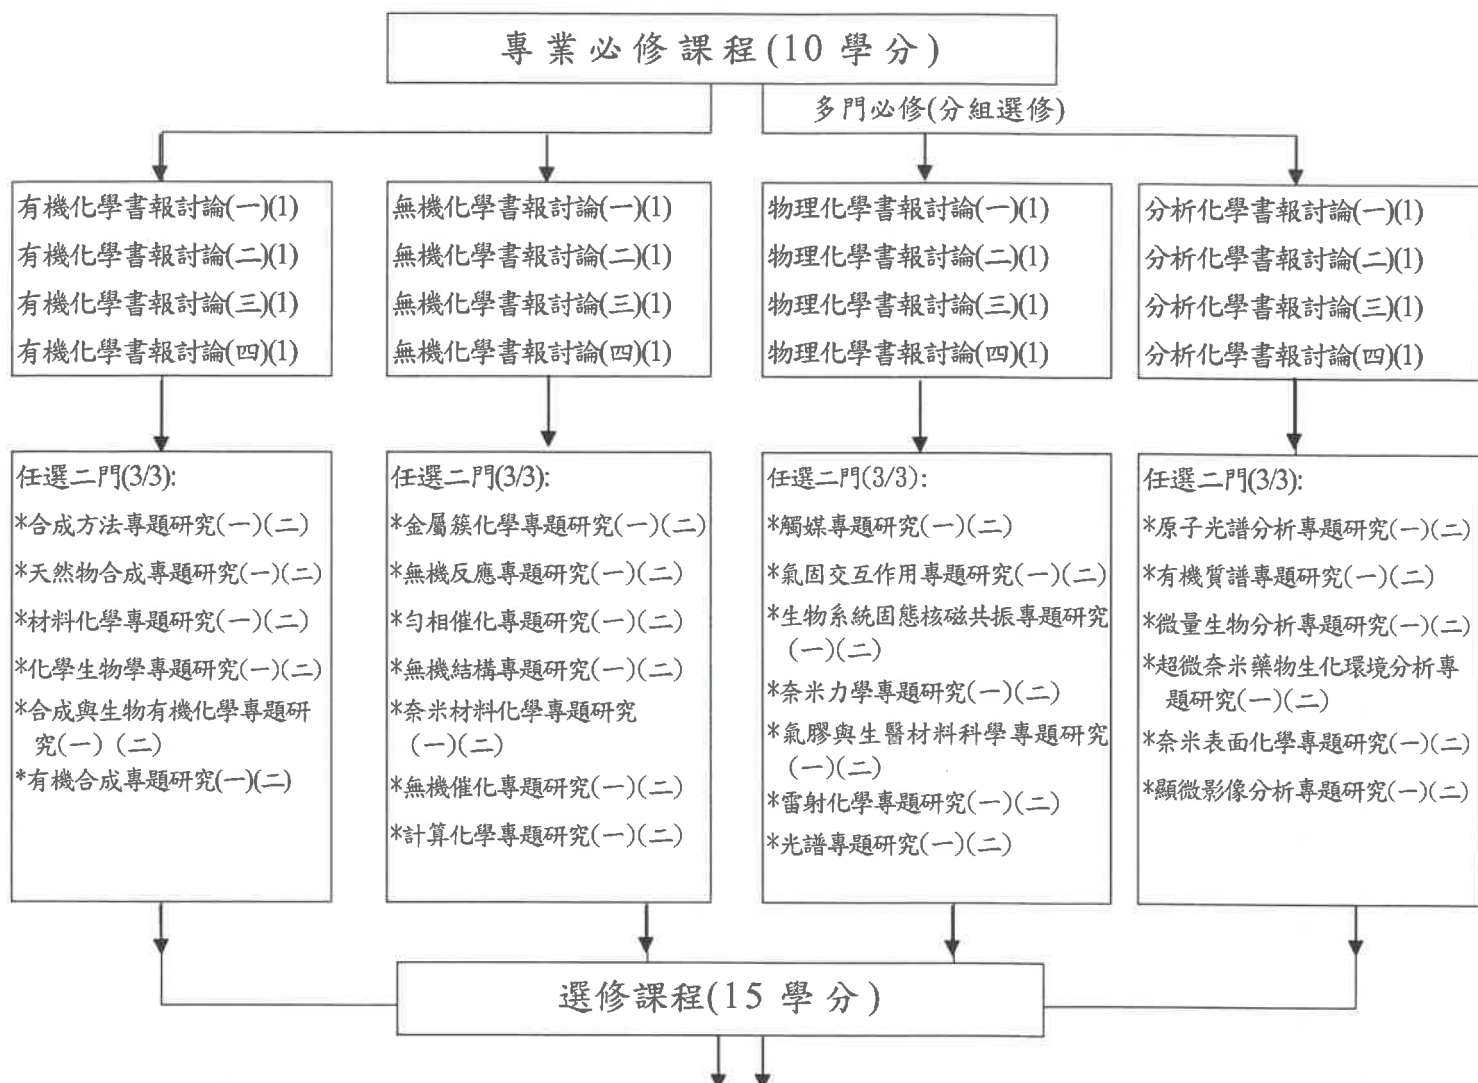 專業必修課程(10 學分)
多門必修(分組選修)
有機化學書報討論(一)(1)
有機化學書報討論(二)(1)
有機化學書報討論(三)(1)
有機化學書報討論(四)(1)
無機化學書報討論(一)(1)
無機化學書報討論(二)(1)
無機化學書報討論(三)(1)
無機化學書報討論(四)(1)
物理化學書報討論(一)(1)
物理化學書報討論(二)(1)
物理化學書報討論(三)(1)
物理化學書報討論(四)(1)
分析化學書報討論(一)(1)
分析化學書報討論(二)(1)
分析化學書報討論(三)(1)
分析化學書報討論(四)(1)
任選二門(3/3):
*合成方法專題研究(一)(二)
*天然物合成專題研究(一)(二)
*材料化學專題研究(一)(二)
*化學生物學專題研究(一)(二)
*合成與生物有機化學專題研
究(一) (二)
*有機合成專題研究(一)(二)
任選二門(3/3):
*金屬簇化學專題研究(一)(二)
*無機反應專題研究(一)(二)
*勻相催化專題研究(一)(二)
*無機結構專題研究(一)(二)
*奈米材料化學專題研究
(一)(二)
*無機催化專題研究(一)(二)
*計算化學專題研究(一)(二)
任選二門(3/3):
*觸媒專題研究(一)(二)
*氣固交互作用專題研究(一)(二)
*生物系統固態核磁共振專題研究
(一)(二)
*奈米力學專題研究(一)(二)
*氣膠與生醫材料科學專題研究
(一)(二)
*雷射化學專題研究(一)(二)
*光譜專題研究(一)(二)
任選二門(3/3):
*原子光譜分析專題研究(一)(二)
*有機質譜專題研究(一)(二)
*微量生物分析專題研究(一)(二)
*超微奈米藥物生化環境分析專
題研究(一)(二)
*奈米表面化學專題研究(一)(二)
*顯微影像分析專題研究(一)(二)
選修課程(15 學分)